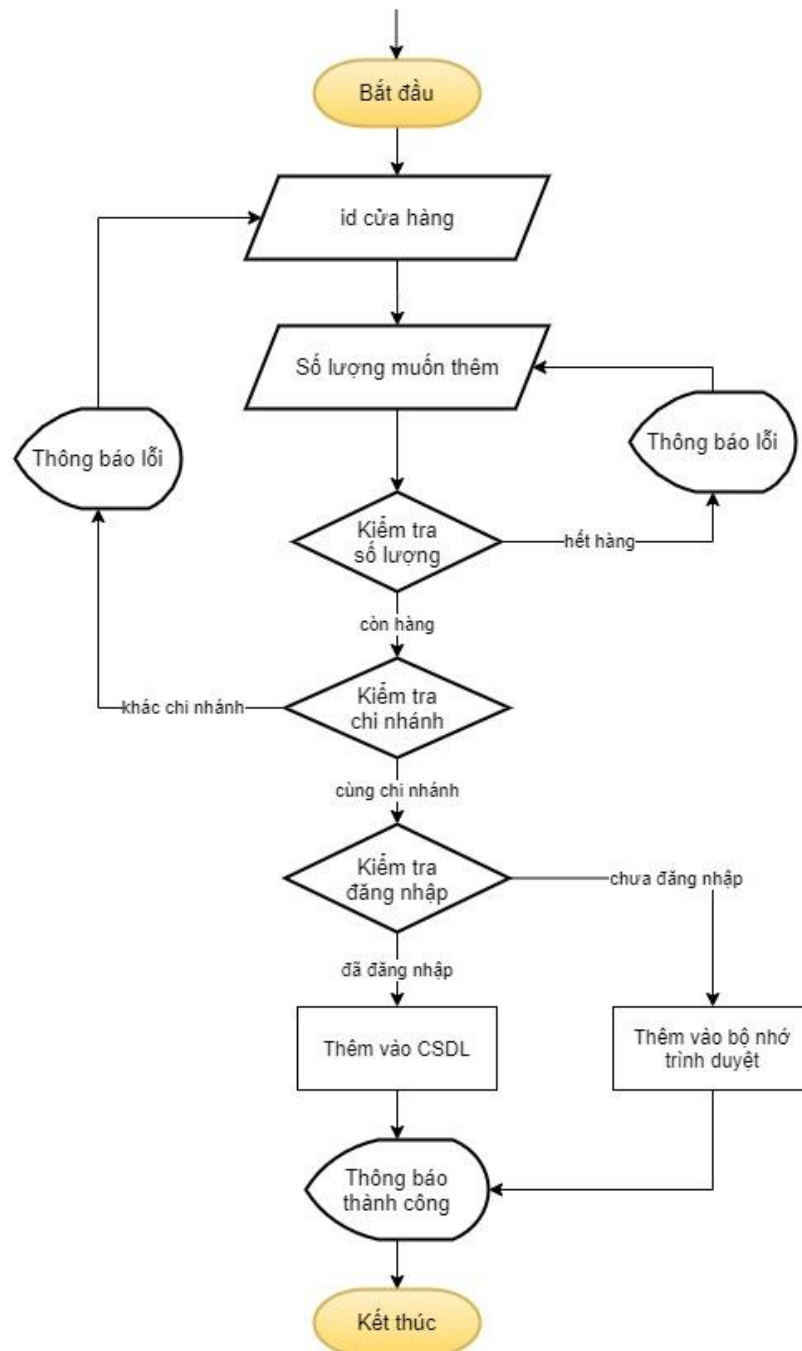 Bắt đầu
id cửa hàng
Số lượng muốn thêm
Thông báo lỗi
Thông báo lỗi
Kiểm tra
số lượng
hết hàng
còn hàng
Kiểm tra
chi nhánh
khác chi nhánh
cùng chi nhánh
Kiểm tra
đăng nhập
chưa đăng nhập
đã đăng nhập
Thêm vào CSDL
Thêm vào bộ nhớ
trình duyệt
Thông báo
thành công
Kết thúc